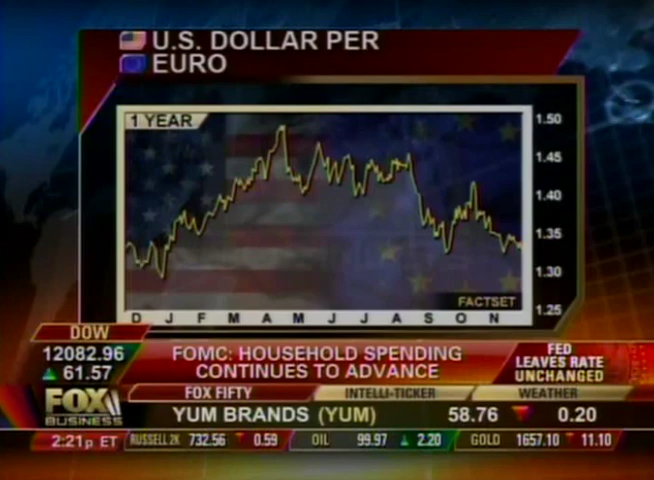 U.S. DOLLAR PER
EURO
1 YEAR
1.50
1.45
1.40
1.35
1.30
1.25
FACTSET
D J F M A M J J A S O N
DOW
12082.96
61.57
FOMC: HOUSEHOLD SPENDING
CONTINUES TO ADVANCE
FED
LEAVES RATE
UNCHANGED
FOX
BUSINESS
FOX FIFTY INTELLI-TICKER WEATHER
YUM BRANDS (YUM) 58.76 0.20
2:21p ET RUSSELL 2K 732.56 0.59 OIL 99.97 2.20 GOLD 1657.10 11.10